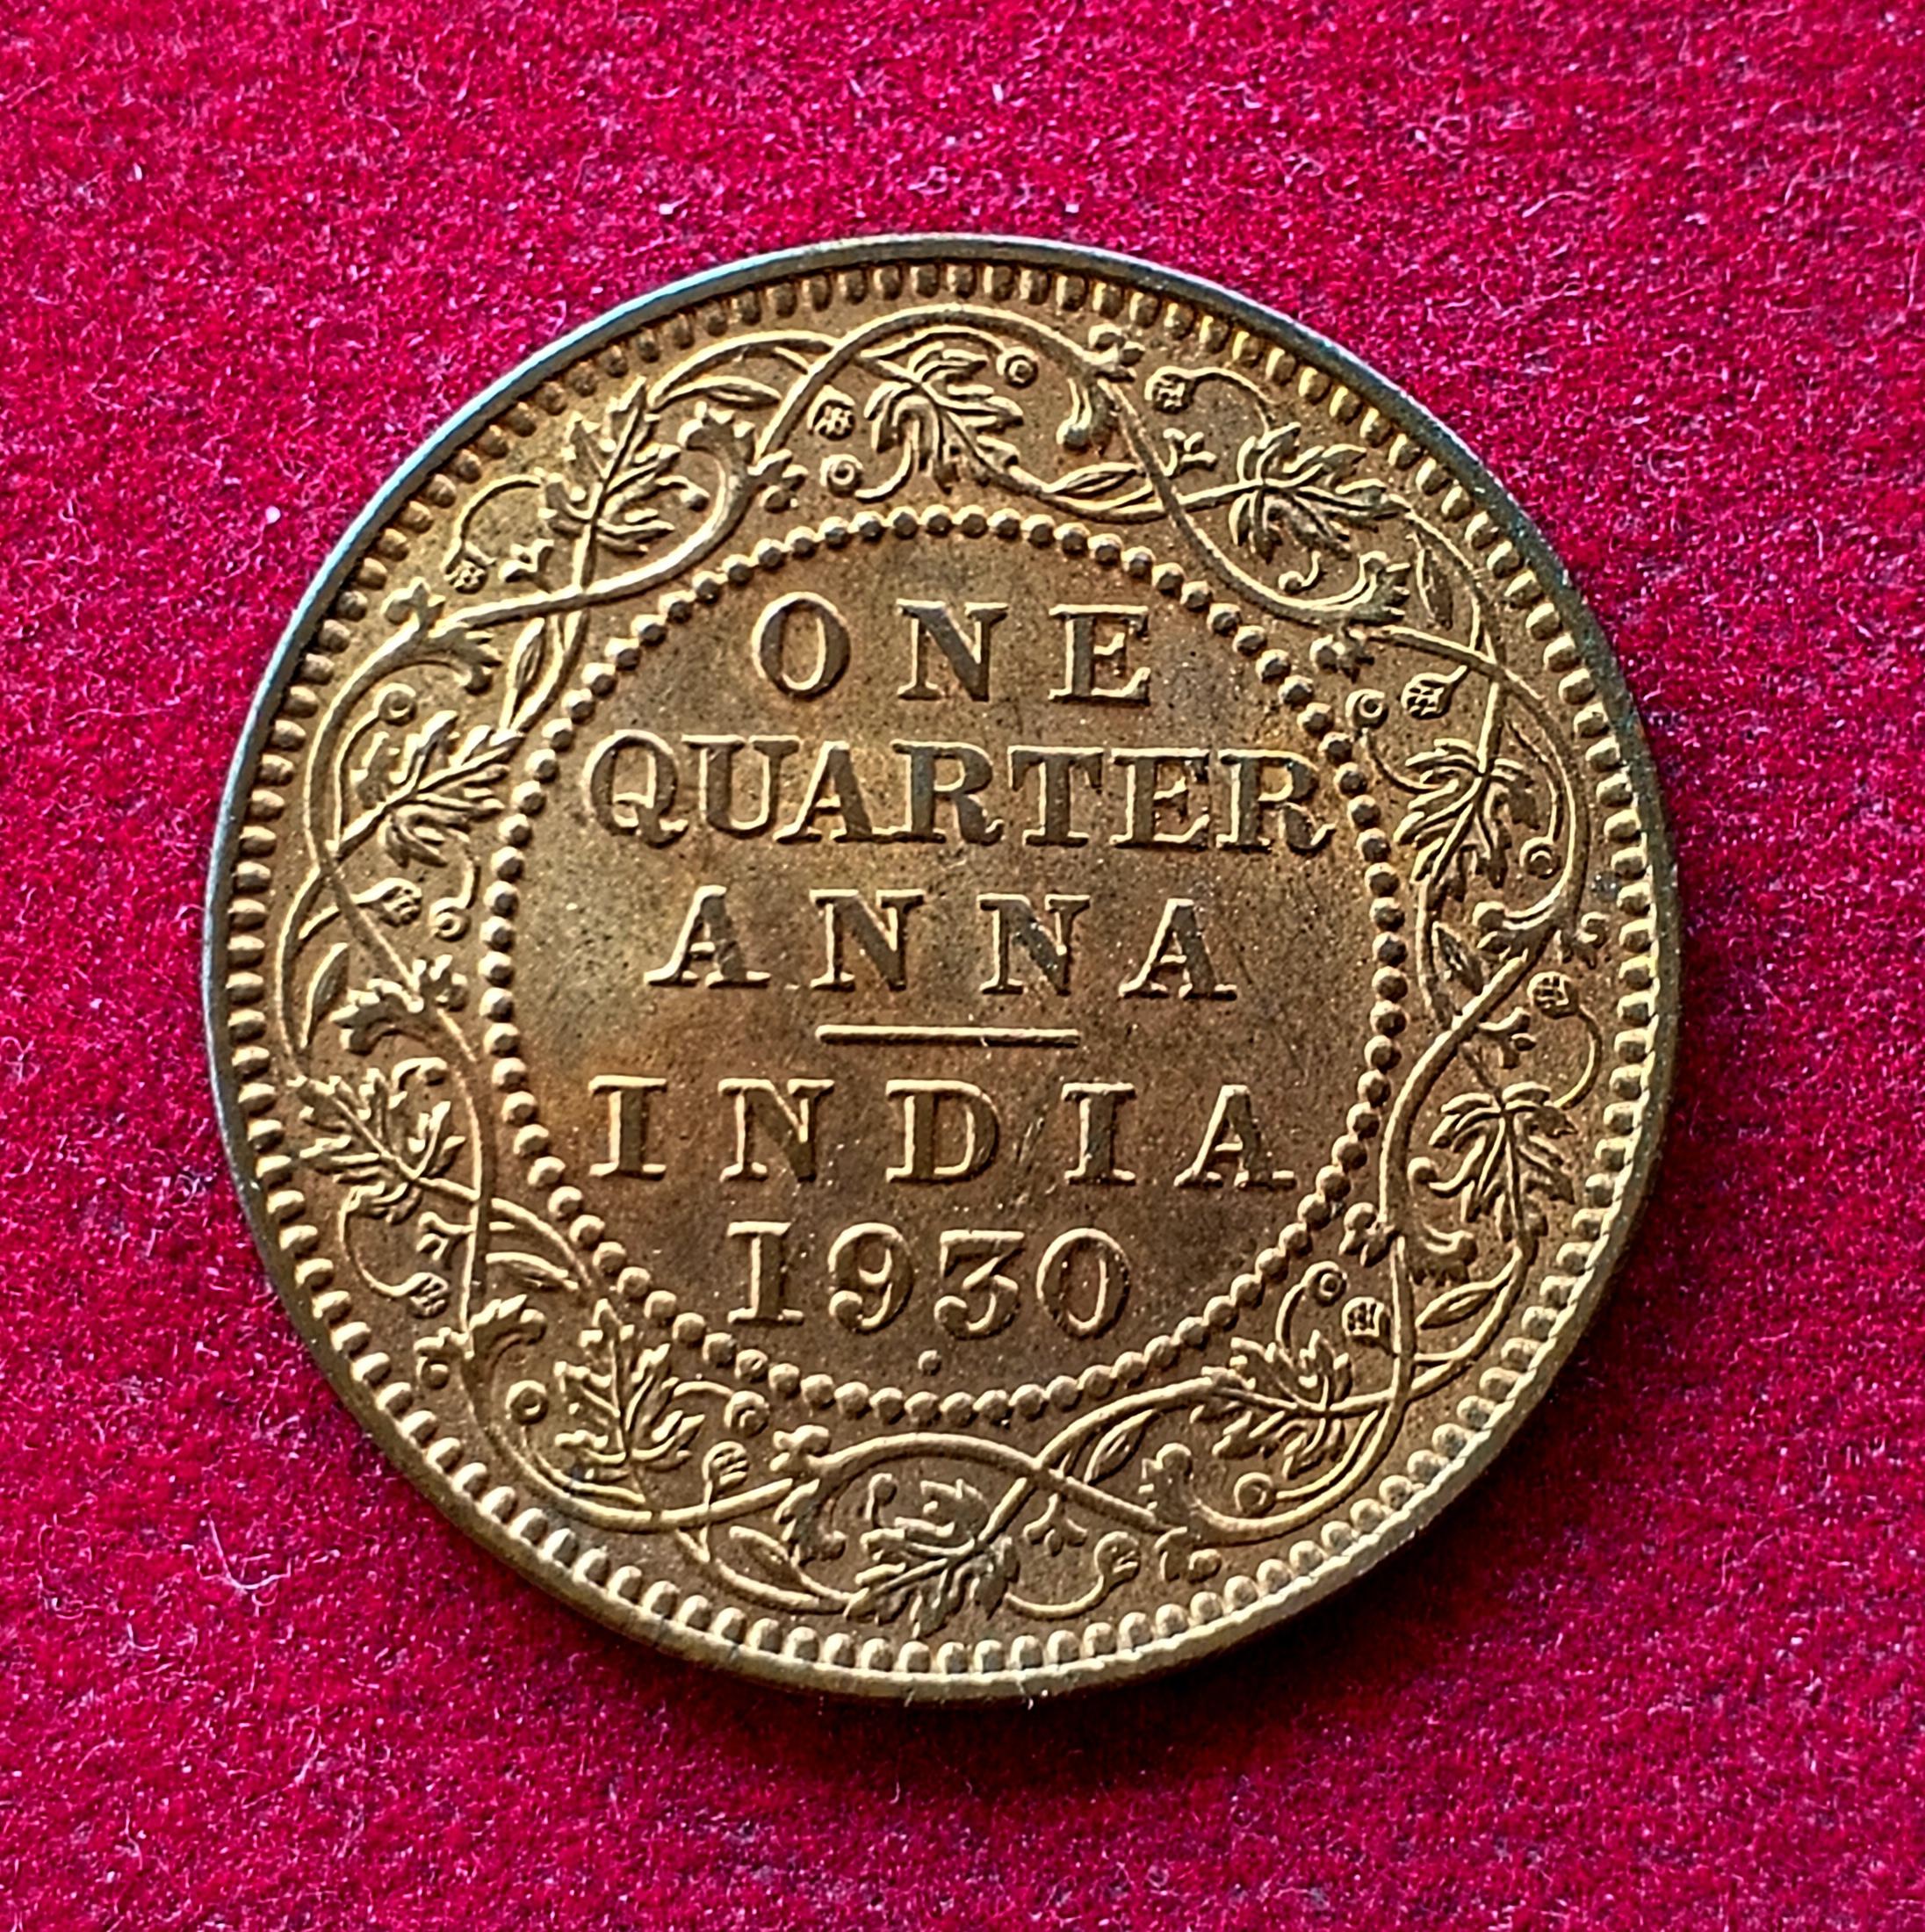 ONE
QUARTER
ANNA
INDIA
1930